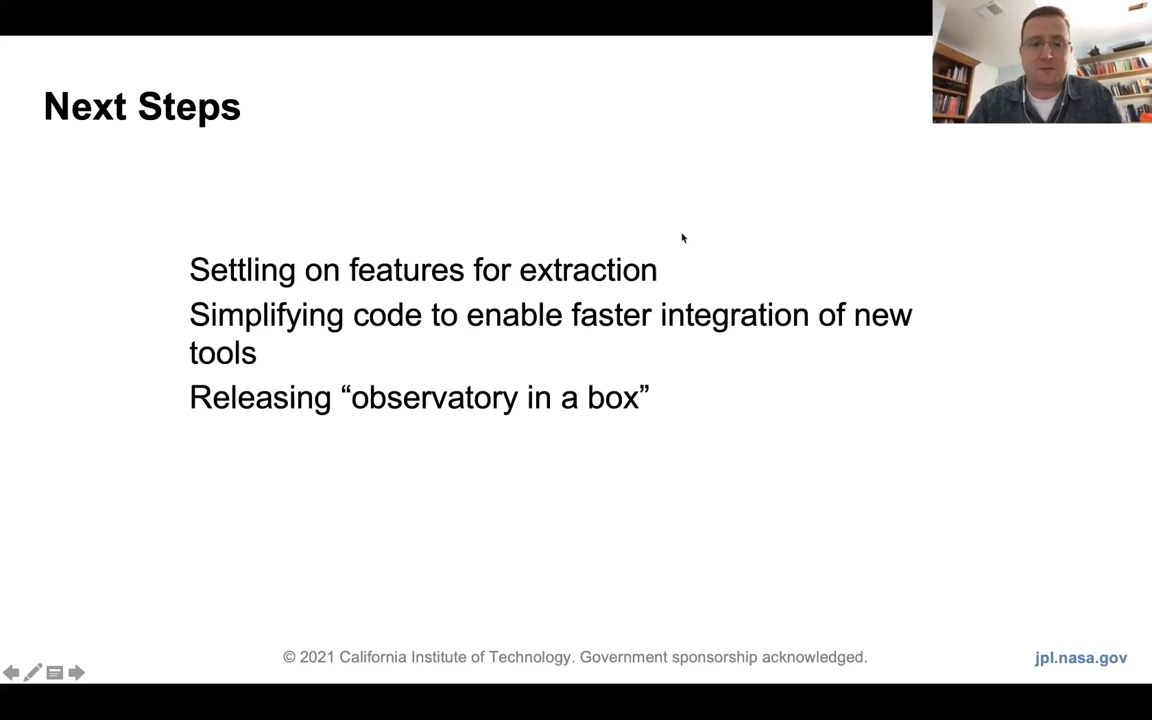 Next Steps
Settling on features for extraction
Simplifying code to enable faster integration of new
tools
Releasing “observatory in a box”
© 2021 California Institute of Technology. Government sponsorship acknowledged.
jpl.nasa.gov